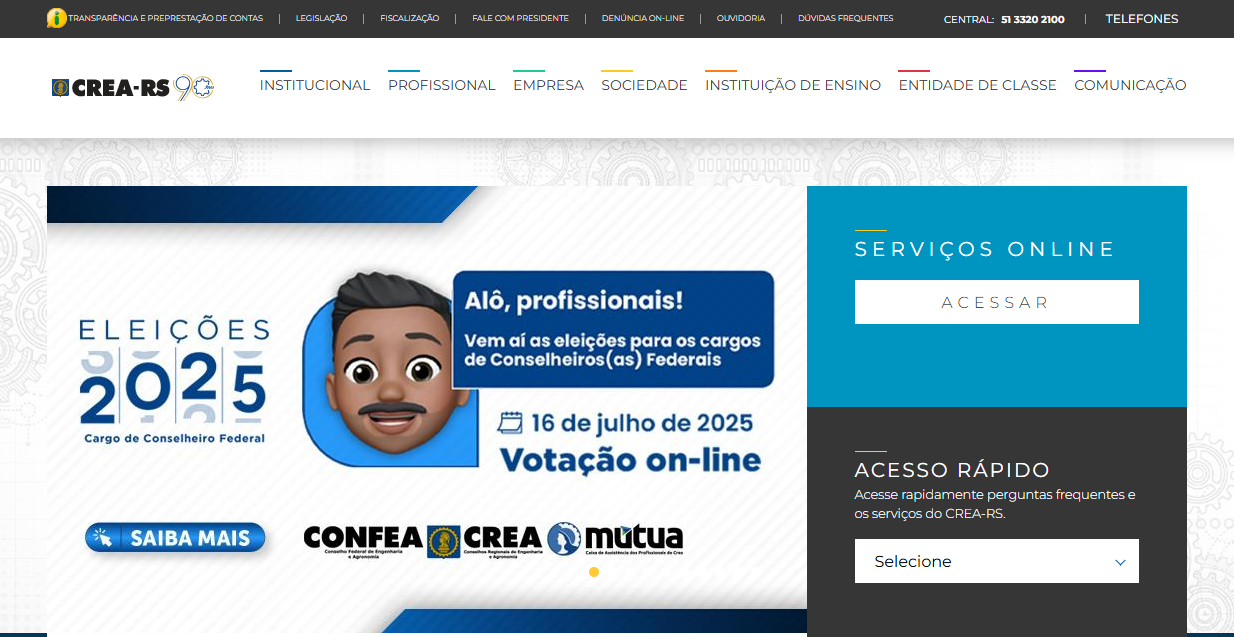 TRANSPARÊNCIA E PREPRESTAÇÃO DE CONTAS | LEGISLAÇÃO | FISCALIZAÇÃO | FALE COM PRESIDENTE | DENÚNCIA ON-LINE | OUVIDORIA | DÚVIDAS FREQUENTES CENTRAL: 51 3320 2100 | TELEFONES
CREA-RS 90 anos
INSTITUCIONAL PROFISSIONAL EMPRESA SOCIEDADE INSTITUIÇÃO DE ENSINO ENTIDADE DE CLASSE COMUNICAÇÃO
ELEIÇÕES
2025
Cargo de Conselheiro Federal
Alô, profissionais!
Vem aí as eleições para os cargos
de Conselheiros(as) Federais
16 de julho de 2025
Votação on-line
SAIBA MAIS
CONFEA
Conselho Federal de Engenharia
e Agronomia
CREA
Conselhos Regionais de Engenharia
e Agronomia
mútua
Caixa de Assistência dos Profissionais do Crea
SERVIÇOS ONLINE
ACESSAR
ACESSO RÁPIDO
Acesse rapidamente perguntas frequentes e
os serviços do CREA-RS.
Selecione